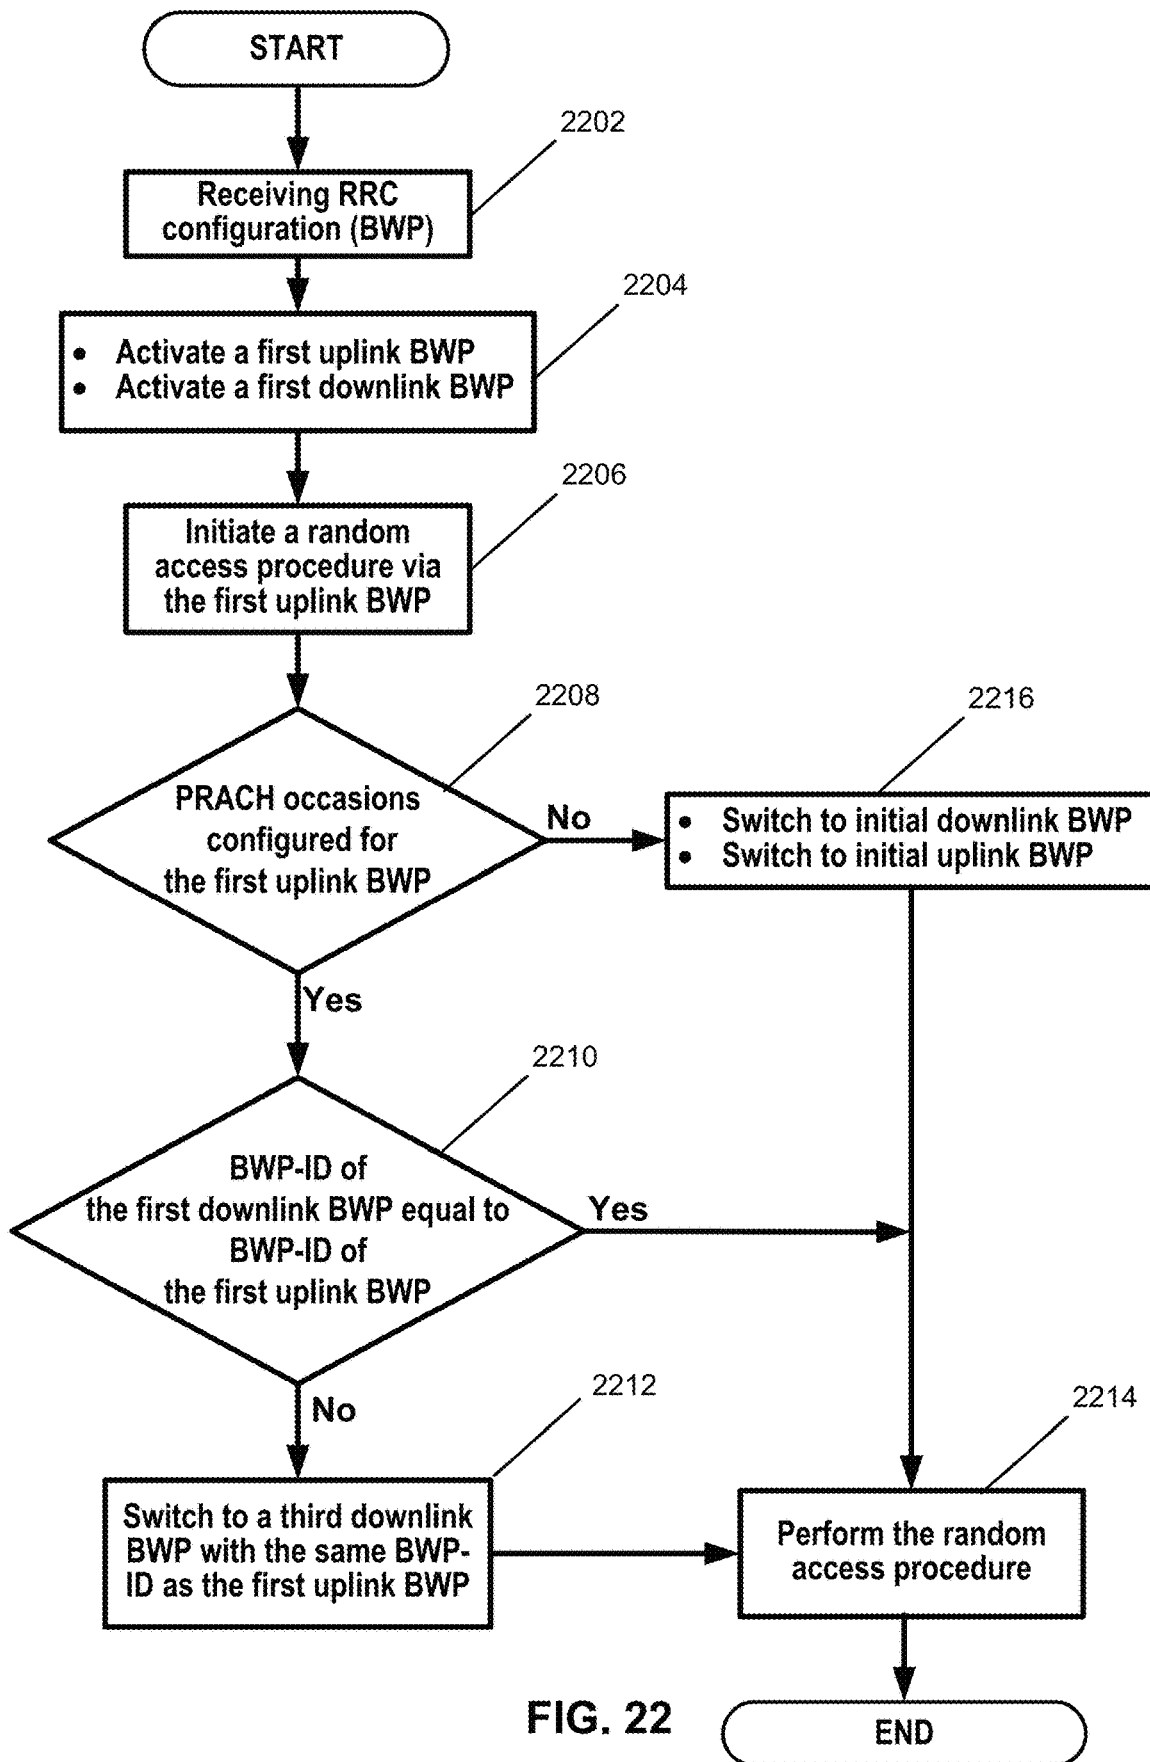 START
2202
Receiving RRC
configuration (BWP)
2204
• Activate a first uplink BWP
• Activate a first downlink BWP
2206
Initiate a random
access procedure via
the first uplink BWP
2208
PRACH occasions
configured for
the first uplink BWP
No
2216
• Switch to initial downlink BWP
• Switch to initial uplink BWP
Yes
2210
BWP-ID of
the first downlink BWP equal to
BWP-ID of
the first uplink BWP
Yes
No
2212
Switch to a third downlink
BWP with the same BWP-
ID as the first uplink BWP
2214
Perform the random
access procedure
FIG. 22
END